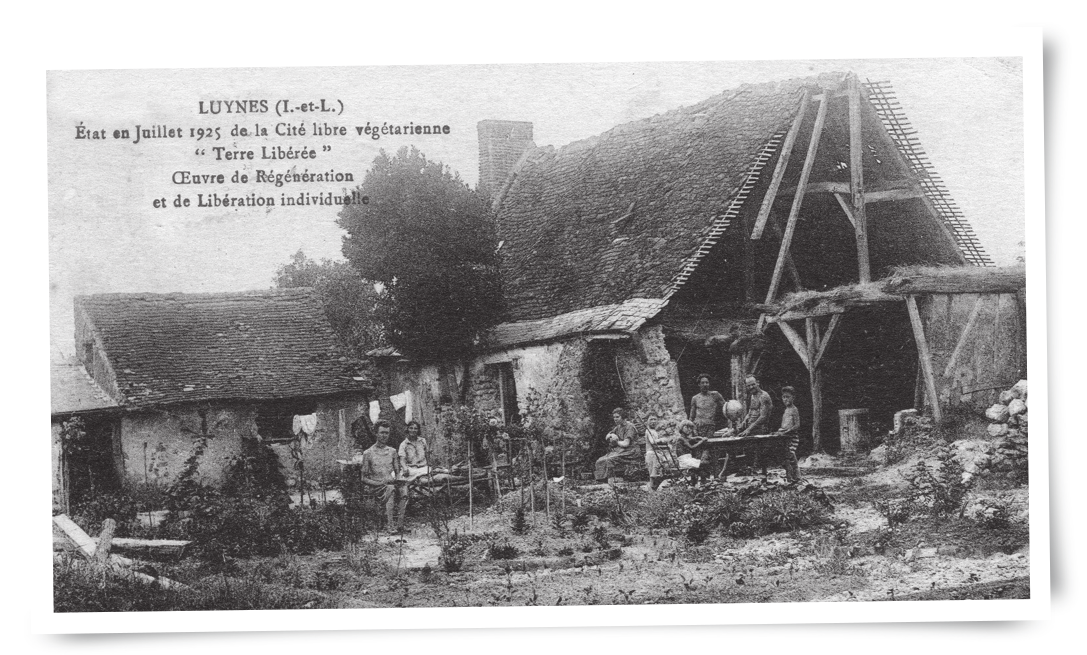 LUYNES (I.-et-L.)
État en Juillet 1925 de la Cité libre végétarienne
“ Terre Libérée ”
Œuvre de Régénération
et de Libération individuelle